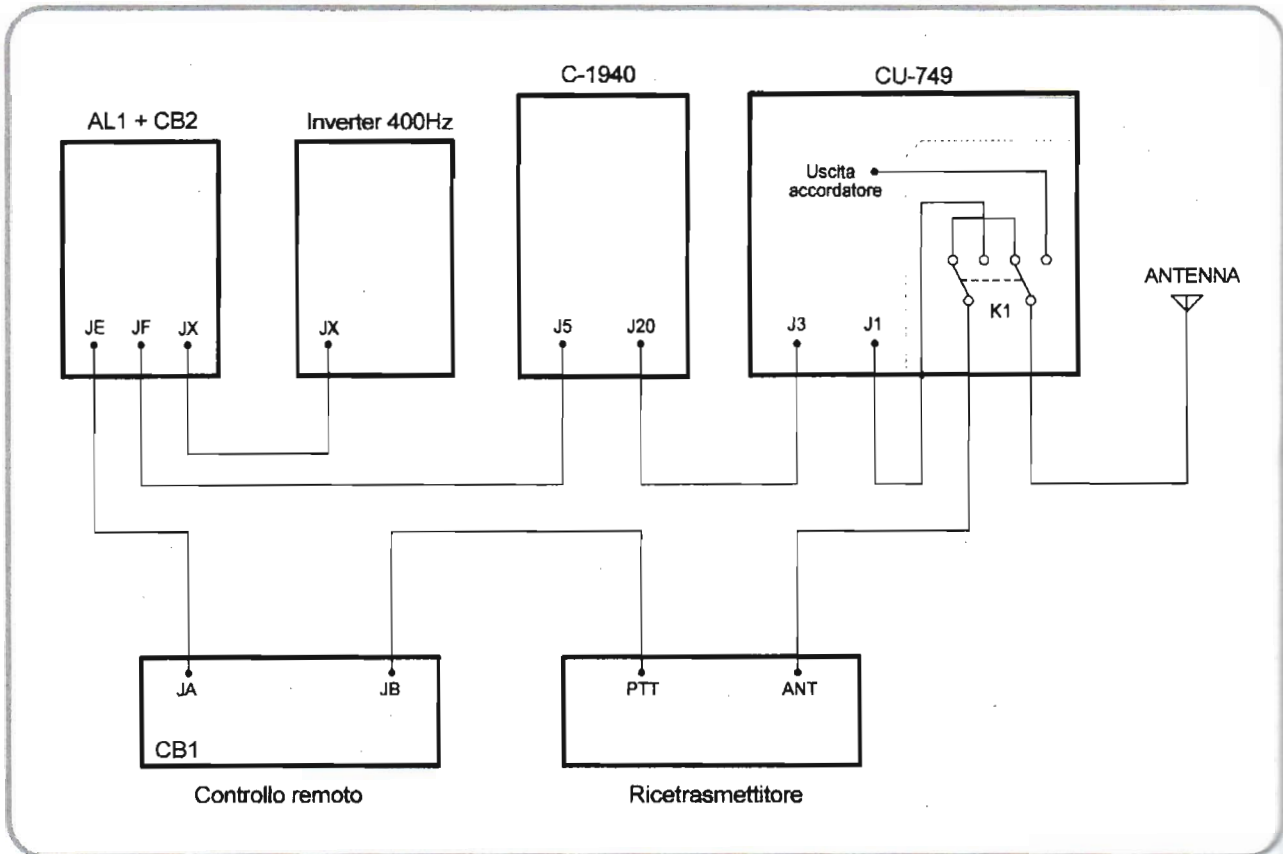 C-1940
CU-749
AL1 + CB2
Inverter 400Hz
Uscita
accordatore
ANTENNA
K1
JE
JF
JX
JX
J5
J20
J3
J1
JA
JB
PTT
ANT
CB1
Controllo remoto
Ricetrasmettitore